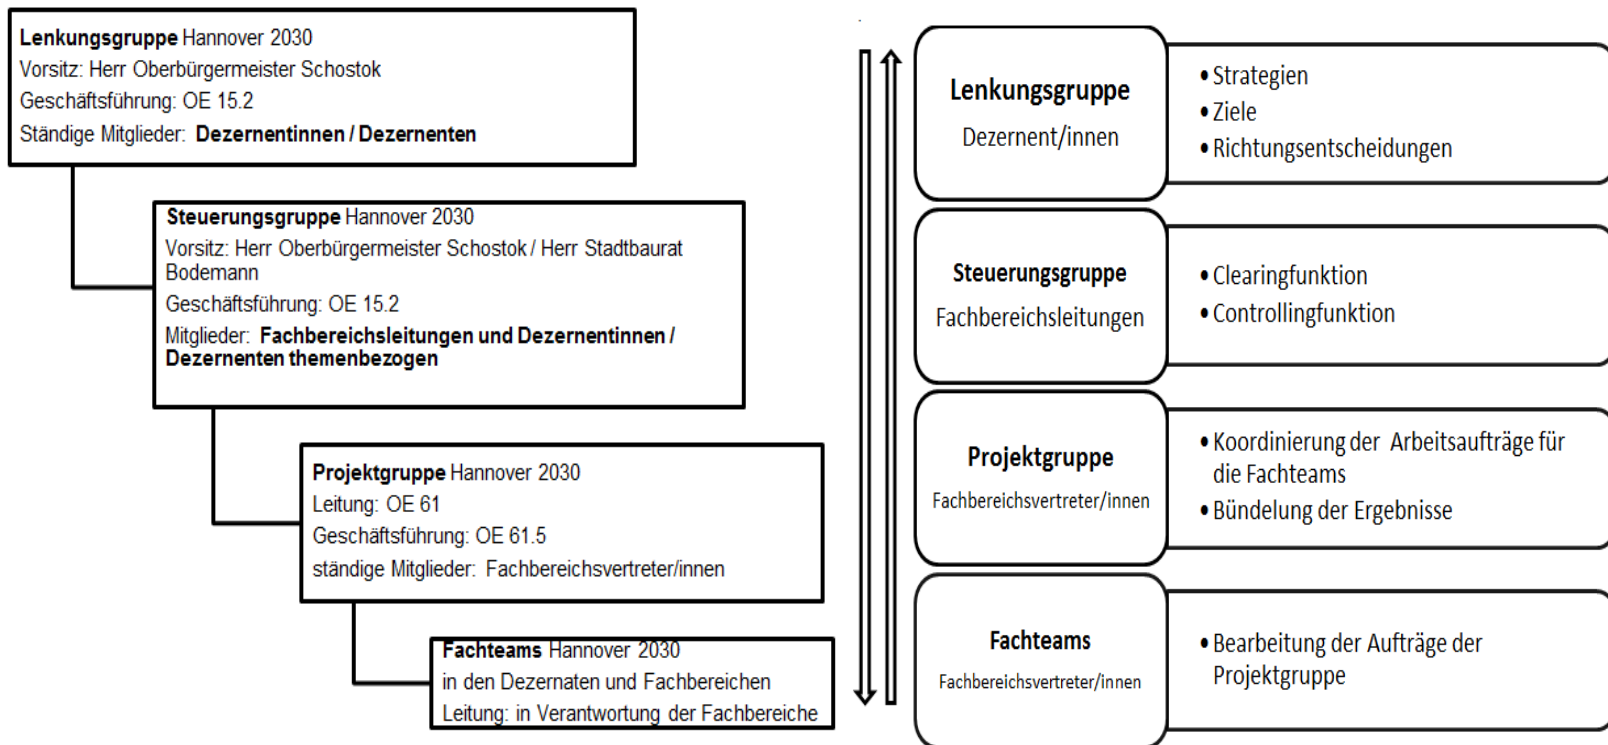 Lenkungsgruppe Hannover 2030
Vorsitz: Herr Oberbürgermeister Schostok
Geschäftsführung: OE 15.2
Ständige Mitglieder: Dezernentinnen / Dezernenten
Steuerungsgruppe Hannover 2030
Vorsitz: Herr Oberbürgermeister Schostok / Herr Stadtbaurat
Bodemann
Geschäftsführung: OE 15.2
Mitglieder: Fachbereichsleitungen und Dezernentinnen /
Dezernenten themenbezogen
Projektgruppe Hannover 2030
Leitung: OE 61
Geschäftsführung: OE 61.5
ständige Mitglieder: Fachbereichsvertreter/innen
Fachteams Hannover 2030
in den Dezernaten und Fachbereichen
Leitung: in Verantwortung der Fachbereiche
Lenkungsgruppe
Dezernent/innen
• Strategien
• Ziele
• Richtungsentscheidungen
Steuerungsgruppe
Fachbereichsleitungen
• Clearingfunktion
• Controllingfunktion
Projektgruppe
Fachbereichsvertreter/innen
• Koordinierung der Arbeitsaufträge für
die Fachteams
• Bündelung der Ergebnisse
Fachteams
Fachbereichsvertreter/innen
• Bearbeitung der Aufträge der
Projektgruppe